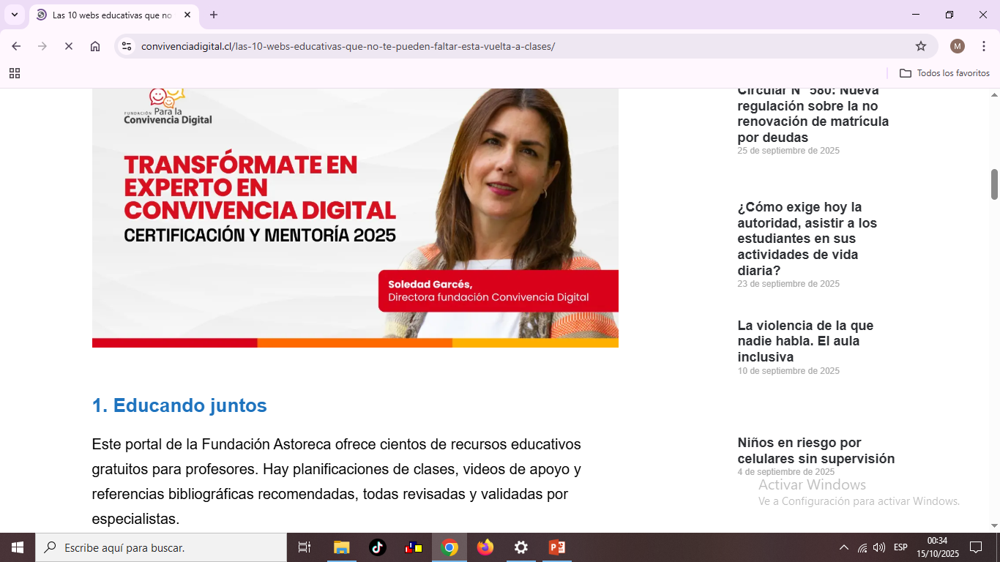 Las 10 webs educativas que no
convivenciadigital.cl/las-10-webs-educativas-que-no-te-pueden-faltar-esta-vuelta-a-clases/
M
Todos los favoritos
FUNDACIÓN Para la
Convivencia Digital
TRANSFÓRMATE EN
EXPERTO EN
CONVIVENCIA DIGITAL
CERTIFICACIÓN Y MENTORÍA 2025
Soledad Garcés,
Directora fundación Convivencia Digital
1. Educando juntos
Este portal de la Fundación Astoreca ofrece cientos de recursos educativos
gratuitos para profesores. Hay planificaciones de clases, videos de apoyo y
referencias bibliográficas recomendadas, todas revisadas y validadas por
especialistas.
Circular N° 580: Nueva
regulación sobre la no
renovación de matrícula
por deudas
25 de septiembre de 2025
¿Cómo exige hoy la
autoridad, asistir a los
estudiantes en sus
actividades de vida
diaria?
23 de septiembre de 2025
La violencia de la que
nadie habla. El aula
inclusiva
10 de septiembre de 2025
Niños en riesgo por
celulares sin supervisión
4 de septiembre de 2025
Activar Windows
Ve a Configuración para activar Windows.
Escribe aquí para buscar.
ESP
00:34
15/10/2025